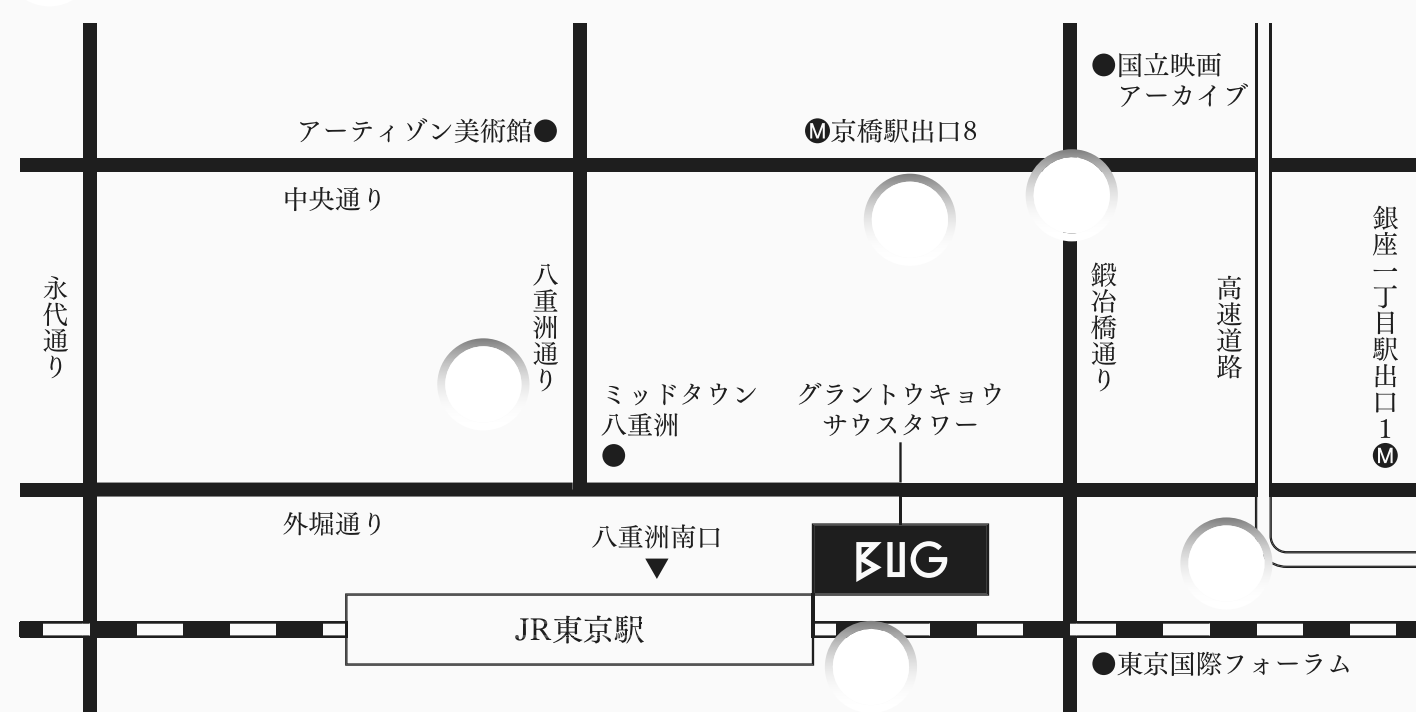 国立映画
アーカイブ
アーティゾン美術館
M京橋駅出口8
中央通り
永代通り
八重洲通り
鍛冶橋通り
高速道路
銀座一丁目駅出口1M
ミッドタウン
八重洲
グラントウキョウ
サウスタワー
外堀通り
八重洲南口
BUG
JR東京駅
東京国際フォーラム